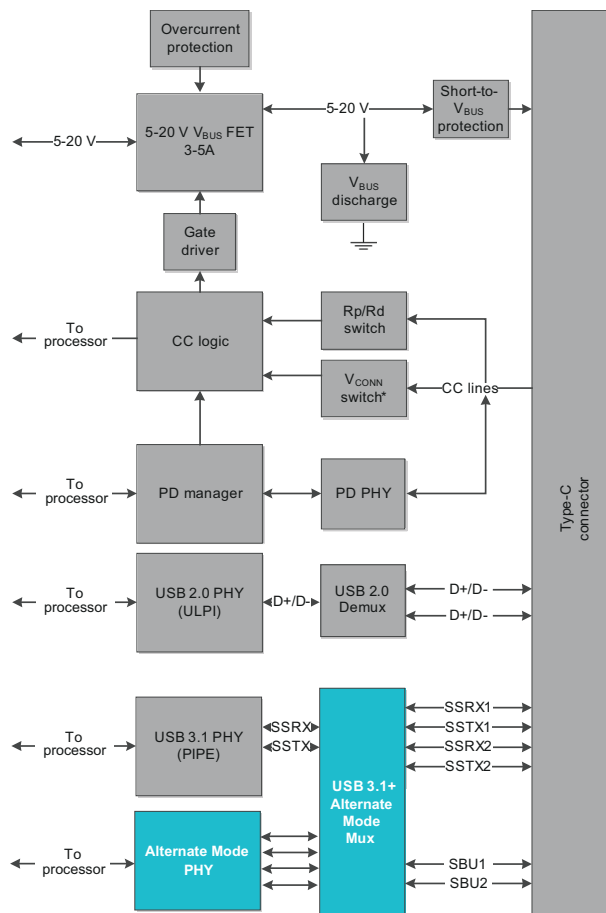 Overcurrent
protection
5-20 V
5-20 V VBUS FET
3-5A
5-20 V
Short-to-
VBUS
protection
VBUS
discharge
Gate
driver
To
processor
CC logic
Rp/Rd
switch
VCONN
switch*
CC lines
To
processor
PD manager
PD PHY
Type-C
connector
To
processor
USB 2.0 PHY
(ULPI)
D+/D-
USB 2.0
Demux
D+/D-
D+/D-
To
processor
USB 3.1 PHY
(PIPE)
SSRX
SSTX
USB 3.1+
Alternate
Mode
Mux
SSRX1
SSTX1
SSRX2
SSTX2
To
processor
Alternate Mode
PHY
SBU1
SBU2